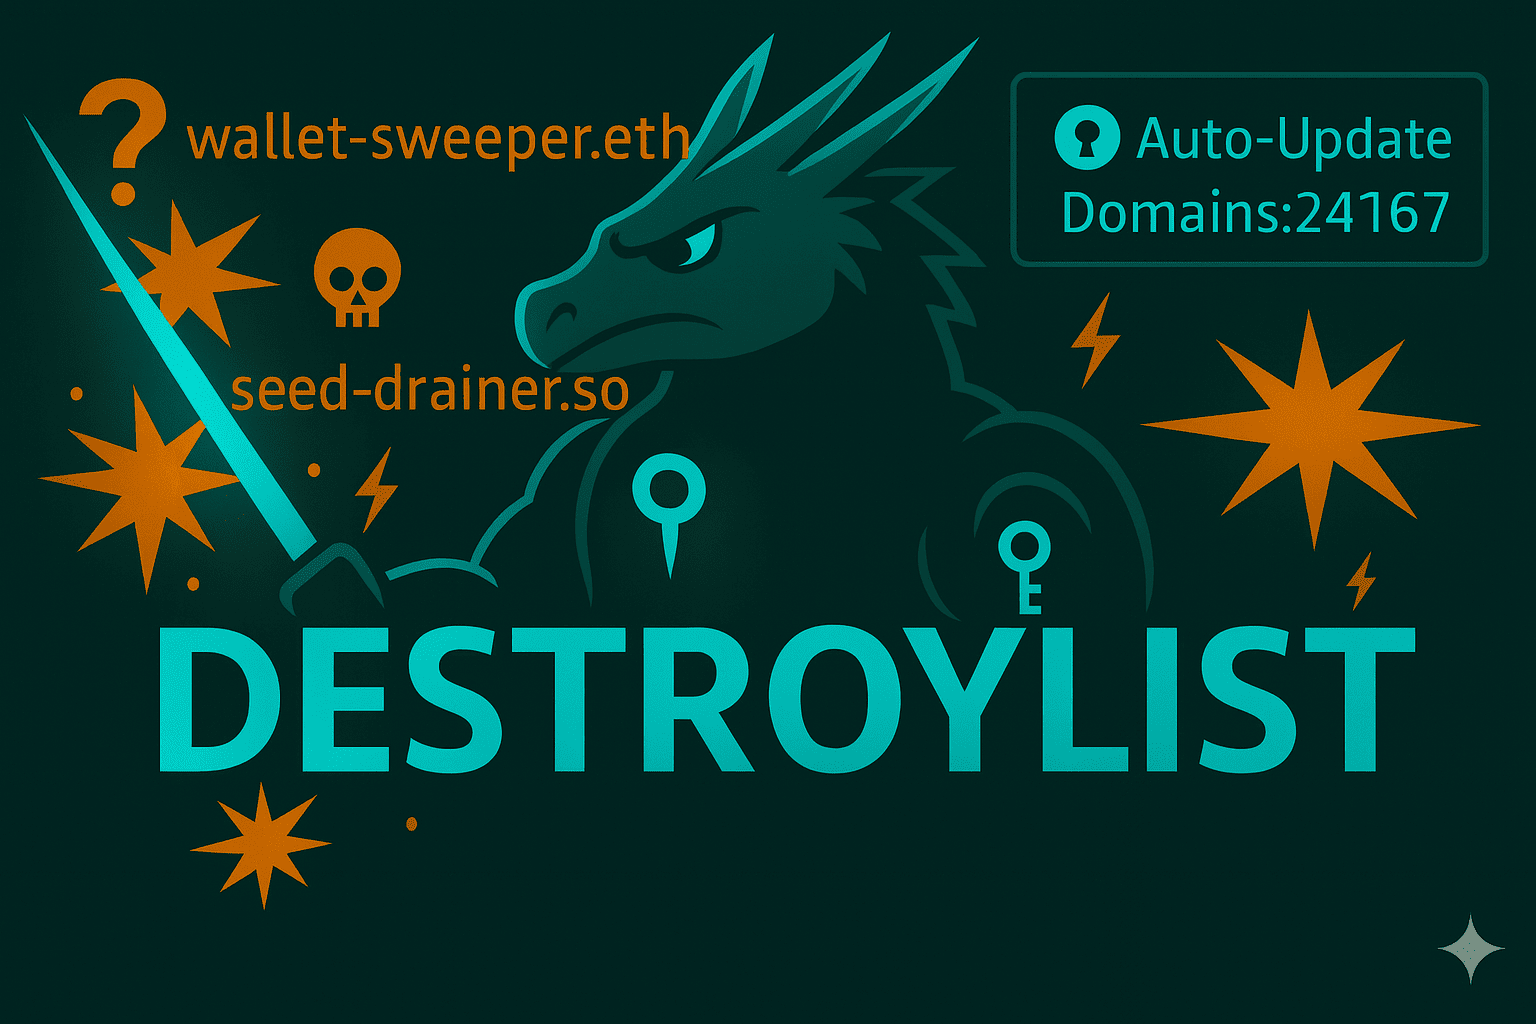 ?
wallet-sweeper.eth
Auto-Update
Domains:24167
seed-drainer.so
DESTROYLIST